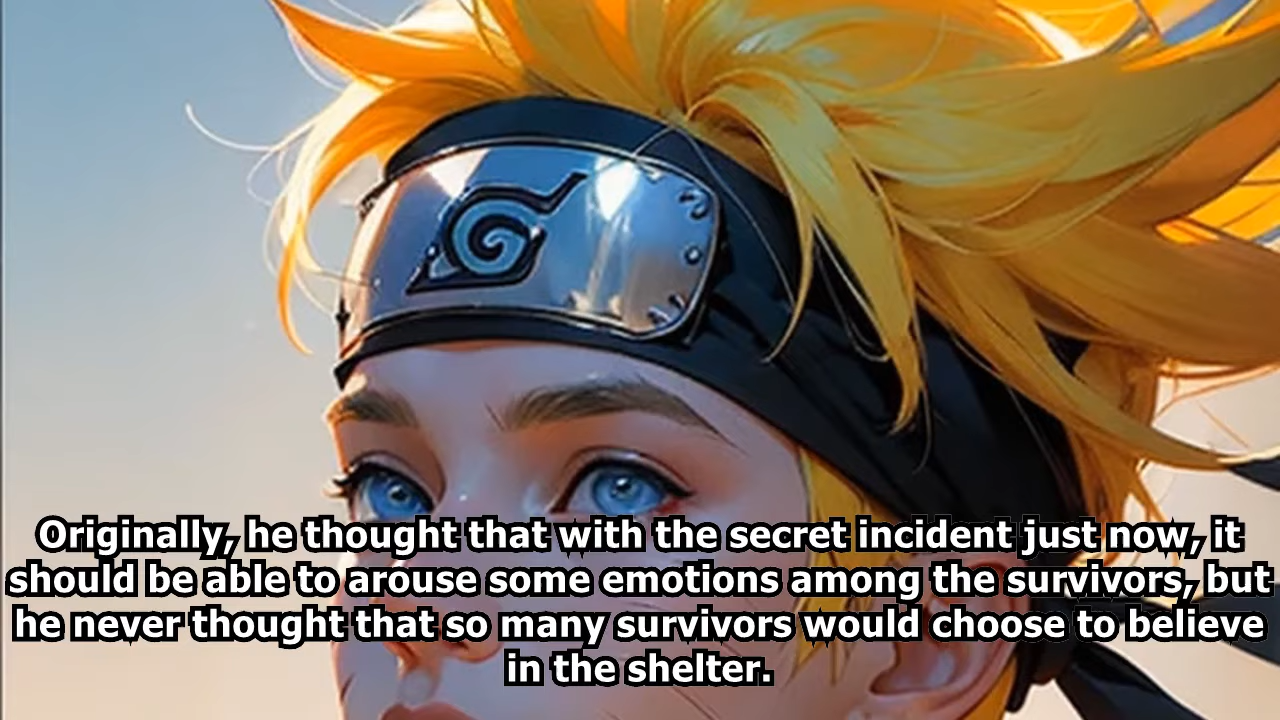 Originally, he thought that with the secret incident just now, it
should be able to arouse some emotions among the survivors, but
he never thought that so many survivors would choose to believe
in the shelter.